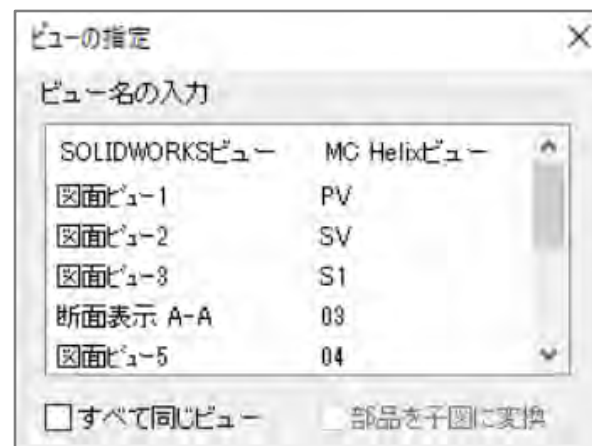 ビューの指定
ビュー名の入力
SOLIDWORKSビュー MC Helixビュー
図面ビュー1 PV
図面ビュー2 SV
図面ビュー3 S1
断面表示 A-A 03
図面ビュー5 04
すべて同じビュー 部品を子図に変換